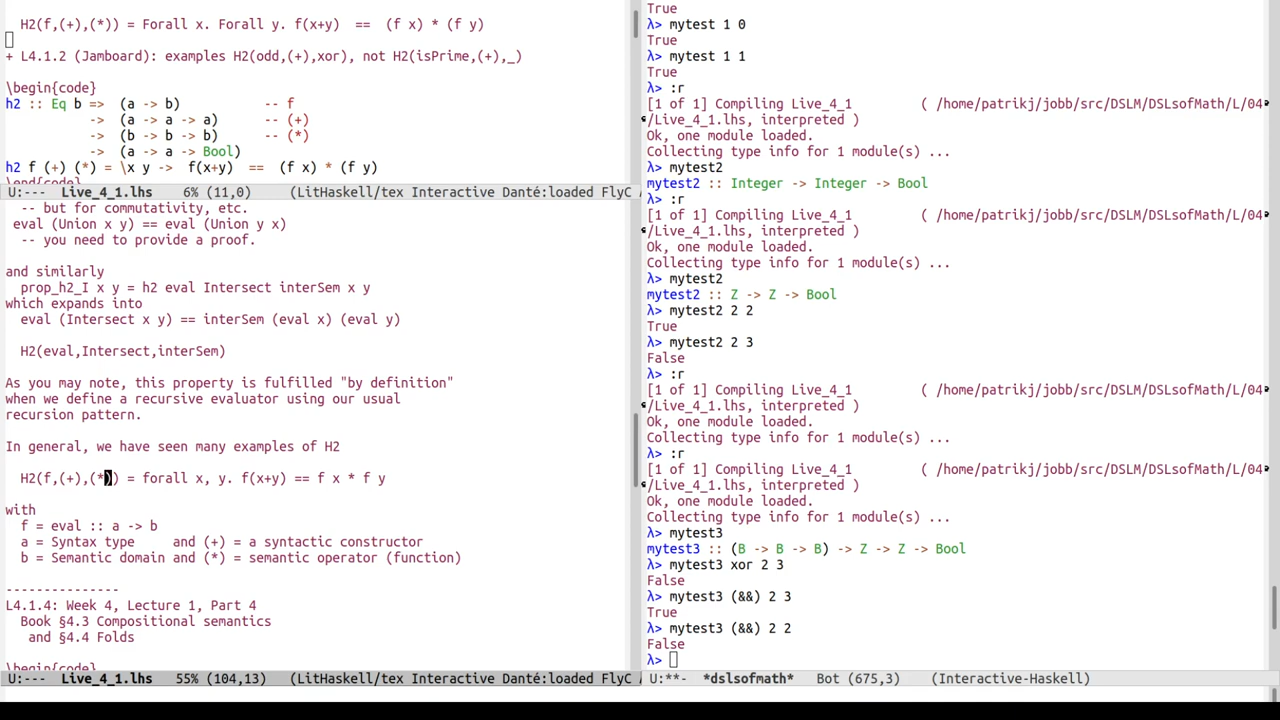 H2(f,(+),(*)) = Forall x. Forall y. f(x+y)  ==  (f x) * (f y)
+ L4.1.2 (Jamboard): examples H2(odd,(+),xor), not H2(isPrime,(+),_)
\begin{code}
h2 :: Eq b =>  (a -> b)           -- f
->  (a -> a -> a)      -- (+)
->  (b -> b -> b)      -- (*)
->  (a -> a -> Bool)
h2 f (+) (*) = \x y ->  f(x+y)  ==  (f x) * (f y)
\end{code}
U:---  Live_4_1.lhs    6% (11,0)     (LitHaskell/tex Interactive Danté:loaded FlyC
-- but for commutativity, etc.
eval (Union x y) == eval (Union y x)
-- you need to provide a proof.
and similarly
prop_h2_I x y = h2 eval Intersect interSem x y
which expands into
eval (Intersect x y) == interSem (eval x) (eval y)
H2(eval,Intersect,interSem)
As you may note, this property is fulfilled "by definition"
when we define a recursive evaluator using our usual
recursion pattern.
In general, we have seen many examples of H2
H2(f,(+),(*)) = forall x, y. f(x+y) == f x * f y
with
f = eval :: a -> b
a = Syntax type     and (+) = a syntactic constructor
b = Semantic domain and (*) = semantic operator (function)
---------------
L4.1.4: Week 4, Lecture 1, Part 4
Book §4.3 Compositional semantics
and §4.4 Folds
\begin{code}
U:---  Live_4_1.lhs   55% (104,13)   (LitHaskell/tex Interactive Danté:loaded FlyC
True
λ> mytest 1 0
True
λ> mytest 1 1
True
λ> :r
[1 of 1] Compiling Live_4_1         ( /home/patrikj/jobb/src/DSLM/DSLsofMath/L/04
/Live_4_1.lhs, interpreted )
Ok, one module loaded.
Collecting type info for 1 module(s) ...
λ> mytest2
mytest2 :: Integer -> Integer -> Bool
λ> :r
[1 of 1] Compiling Live_4_1         ( /home/patrikj/jobb/src/DSLM/DSLsofMath/L/04
/Live_4_1.lhs, interpreted )
Ok, one module loaded.
Collecting type info for 1 module(s) ...
λ> mytest2
mytest2 :: Z -> Z -> Bool
λ> mytest2 2 2
True
λ> mytest2 2 3
False
λ> :r
[1 of 1] Compiling Live_4_1         ( /home/patrikj/jobb/src/DSLM/DSLsofMath/L/04
/Live_4_1.lhs, interpreted )
Ok, one module loaded.
Collecting type info for 1 module(s) ...
λ> :r
[1 of 1] Compiling Live_4_1         ( /home/patrikj/jobb/src/DSLM/DSLsofMath/L/04
/Live_4_1.lhs, interpreted )
Ok, one module loaded.
Collecting type info for 1 module(s) ...
λ> mytest3
mytest3 :: (B -> B -> B) -> Z -> Z -> Bool
λ> mytest3 xor 2 3
False
λ> mytest3 (&&) 2 3
True
λ> mytest3 (&&) 2 2
False
λ>
U:**-  *dslsofmath*   Bot (675,3)    (Interactive-Haskell)